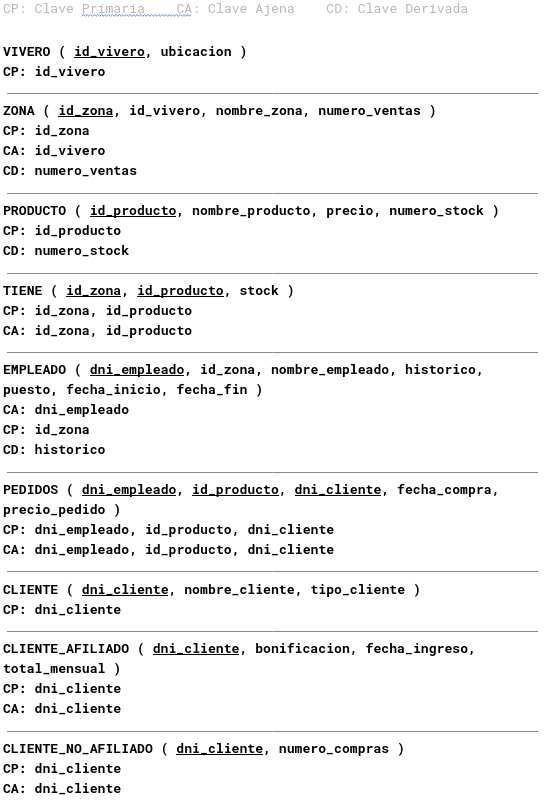 CP: Clave Primaria    CA: Clave Ajena    CD: Clave Derivada
VIVERO ( id_vivero, ubicacion )
CP: id_vivero
ZONA ( id_zona, id_vivero, nombre_zona, numero_ventas )
CP: id_zona
CA: id_vivero
CD: numero_ventas
PRODUCTO ( id_producto, nombre_producto, precio, numero_stock )
CP: id_producto
CD: numero_stock
TIENE ( id_zona, id_producto, stock )
CP: id_zona, id_producto
CA: id_zona, id_producto
EMPLEADO ( dni_empleado, id_zona, nombre_empleado, historico,
puesto, fecha_inicio, fecha_fin )
CA: dni_empleado
CP: id_zona
CD: historico
PEDIDOS ( dni_empleado, id_producto, dni_cliente, fecha_compra,
precio_pedido )
CP: dni_empleado, id_producto, dni_cliente
CA: dni_empleado, id_producto, dni_cliente
CLIENTE ( dni_cliente, nombre_cliente, tipo_cliente )
CP: dni_cliente
CLIENTE_AFILIADO ( dni_cliente, bonificacion, fecha_ingreso,
total_mensual )
CP: dni_cliente
CA: dni_cliente
CLIENTE_NO_AFILIADO ( dni_cliente, numero_compras )
CP: dni_cliente
CA: dni_cliente